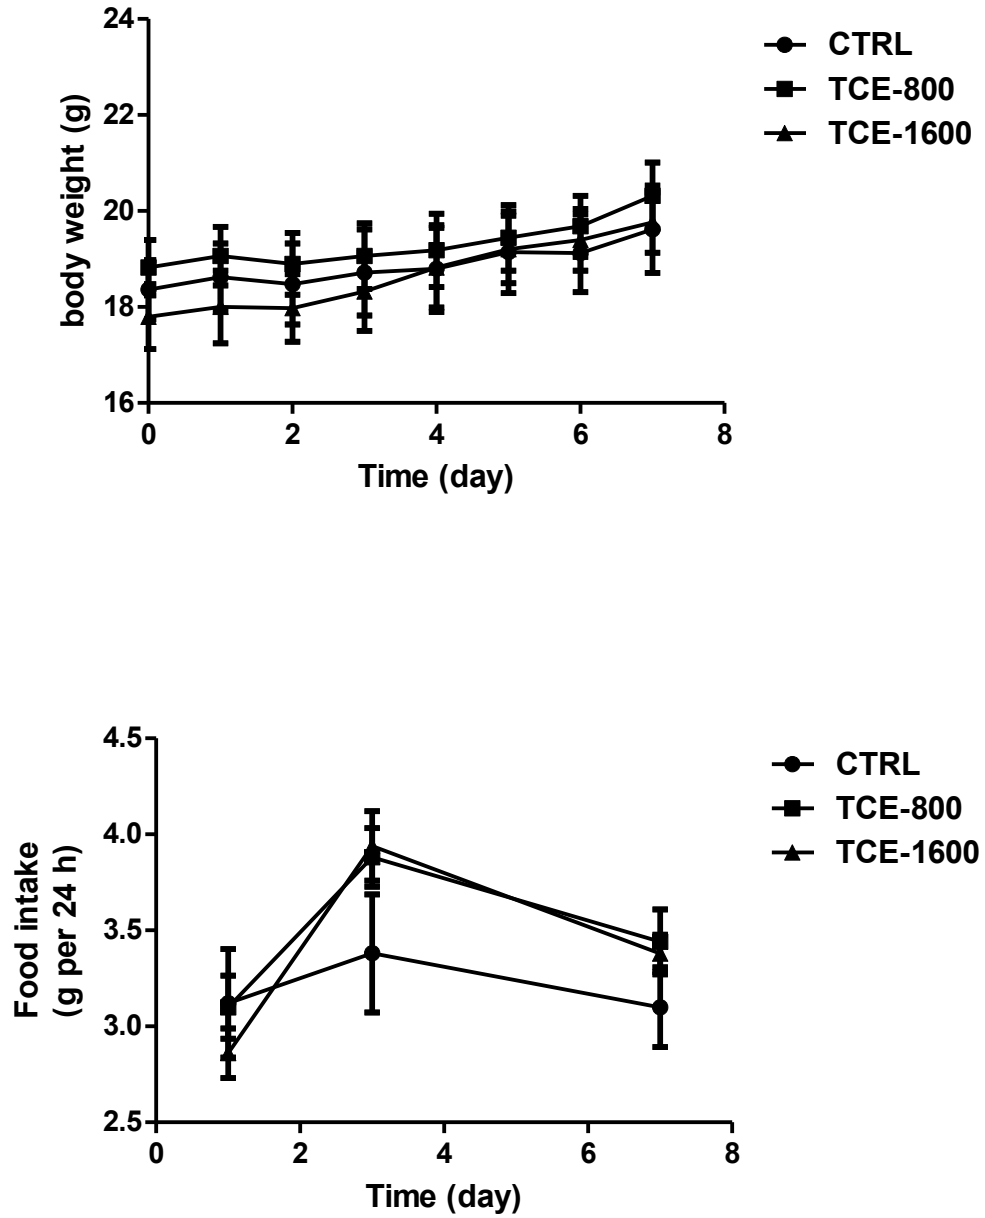 24
22
20
18
16
body weight (g)
0 2 4 6 8
Time (day)
CTRL
TCE-800
TCE-1600
4.5
4.0
3.5
3.0
2.5
Food intake
(g per 24 h)
0 2 4 6 8
Time (day)
CTRL
TCE-800
TCE-1600